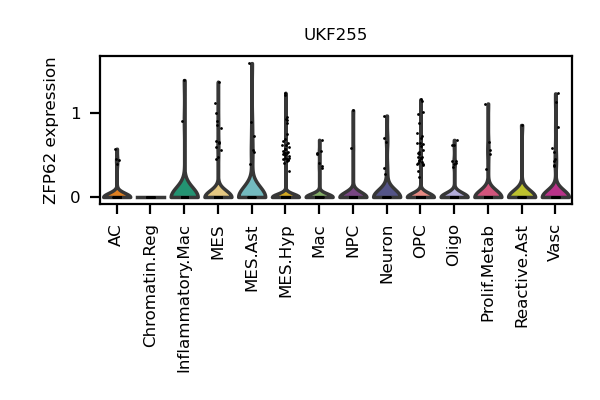 UKF255
ZFP62 expression
1
0
AC
Chromatin.Reg
Inflammatory.Mac
MES
MES.Ast
MES.Hyp
Mac
NPC
Neuron
OPC
Oligo
Prolif.Metab
Reactive.Ast
Vasc